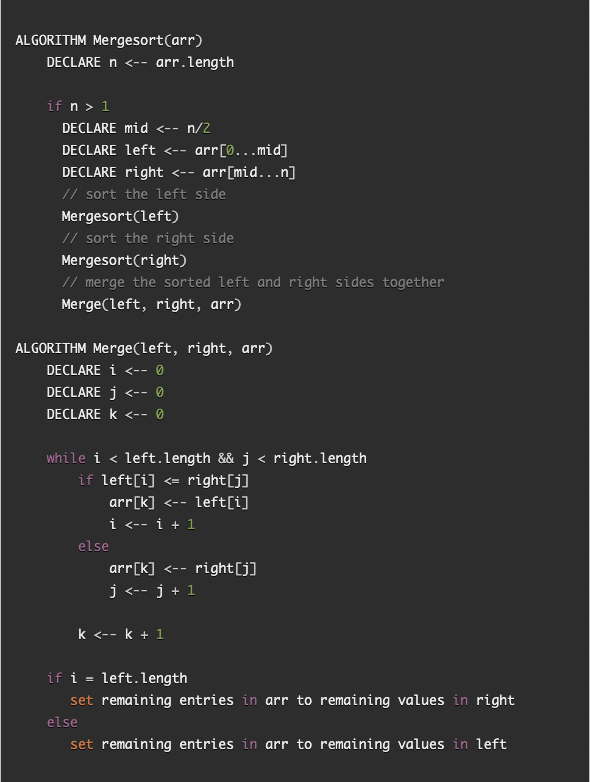 ALGORITHM Mergesort(arr)
    DECLARE n <-- arr.length

    if n > 1
      DECLARE mid <-- n/2
      DECLARE left <-- arr[0...mid]
      DECLARE right <-- arr[mid...n]
      // sort the left side
      Mergesort(left)
      // sort the right side
      Mergesort(right)
      // merge the sorted left and right sides together
      Merge(left, right, arr)

ALGORITHM Merge(left, right, arr)
    DECLARE i <-- 0
    DECLARE j <-- 0
    DECLARE k <-- 0

    while i < left.length && j < right.length
        if left[i] <= right[j]
            arr[k] <-- left[i]
            i <-- i + 1
        else
            arr[k] <-- right[j]
            j <-- j + 1

        k <-- k + 1

    if i = left.length
       set remaining entries in arr to remaining values in right
    else
       set remaining entries in arr to remaining values in left